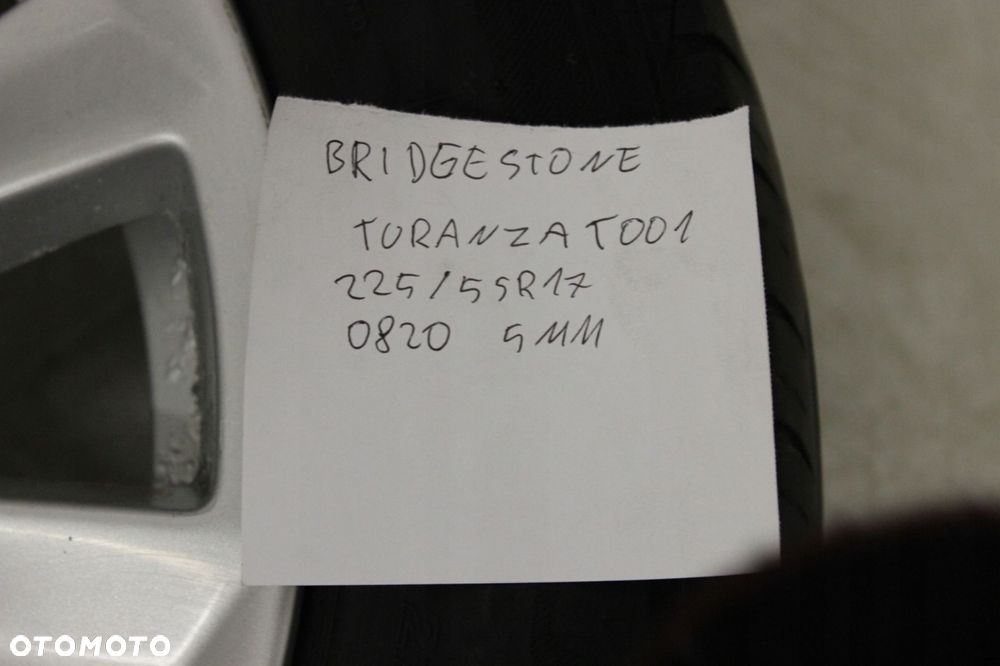 BRIDGESTONE
TURANZA T001
225/55R17
0820 5MM
OTOMOTO